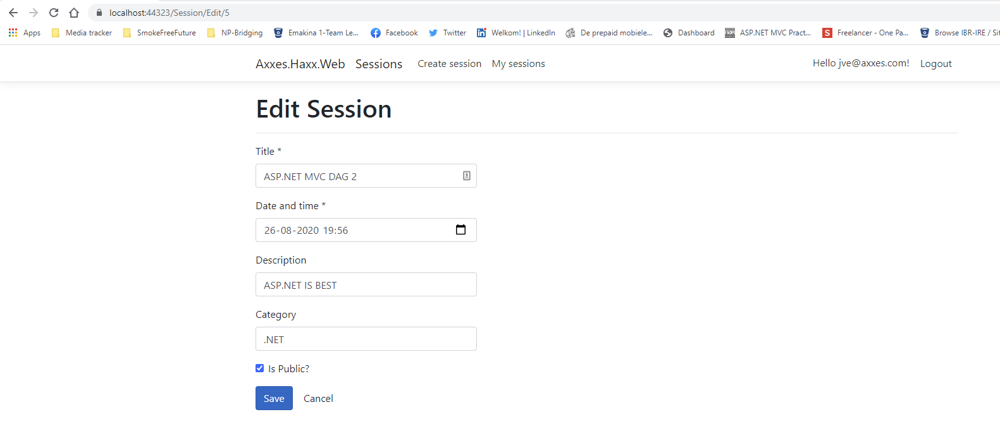 localhost:44323/Session/Edit/5
Apps Media tracker SmokeFreeFuture NP-Bridging Emakina 1-Team Le... Facebook Twitter Welkom! | LinkedIn De prepaid mobiele... Dashboard ASP.NET MVC Pract... Freelancer - One Pa... Browse IBR-IRE / Sit
Axxes.Haxx.Web Sessions Create session My sessions Hello jve@axxes.com! Logout
Edit Session
Title *
ASP.NET MVC DAG 2
Date and time *
26-08-2020 19:56
Description
ASP.NET IS BEST
Category
.NET
Is Public?
Save Cancel